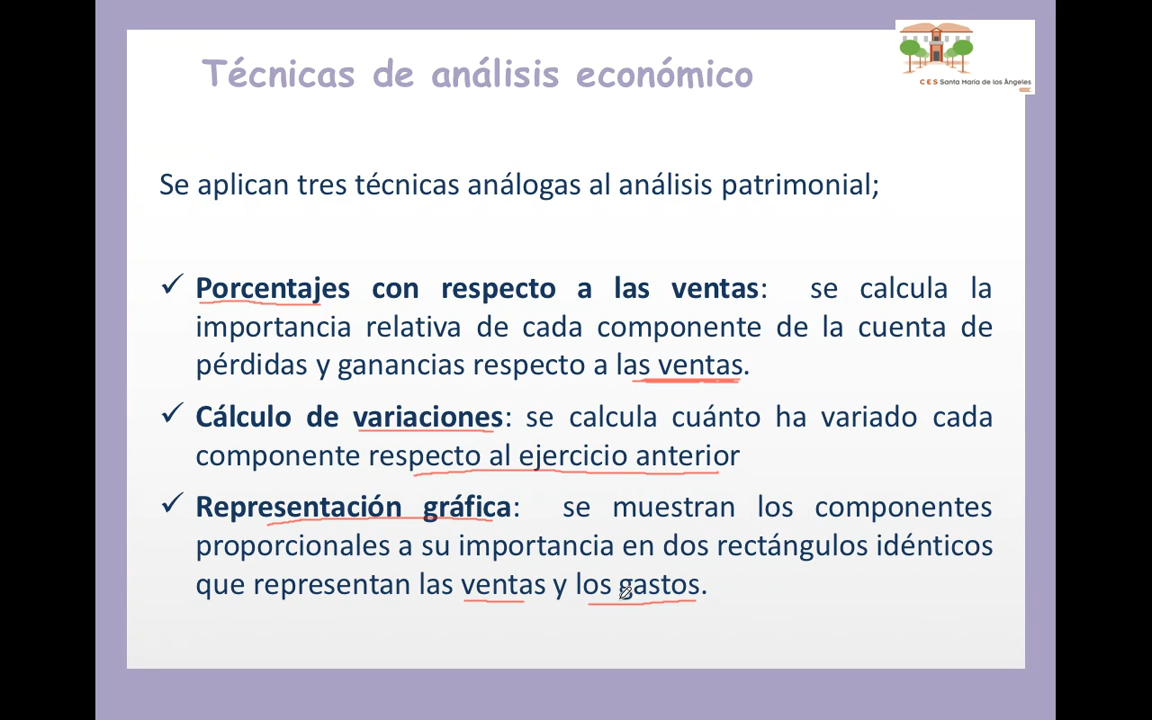 Técnicas de análisis económico
C E S Santa María de los Ángeles
Se aplican tres técnicas análogas al análisis patrimonial;
✓ Porcentajes con respecto a las ventas: se calcula la
importancia relativa de cada componente de la cuenta de
pérdidas y ganancias respecto a las ventas.
✓ Cálculo de variaciones: se calcula cuánto ha variado cada
componente respecto al ejercicio anterior
✓ Representación gráfica: se muestran los componentes
proporcionales a su importancia en dos rectángulos idénticos
que representan las ventas y los gastos.